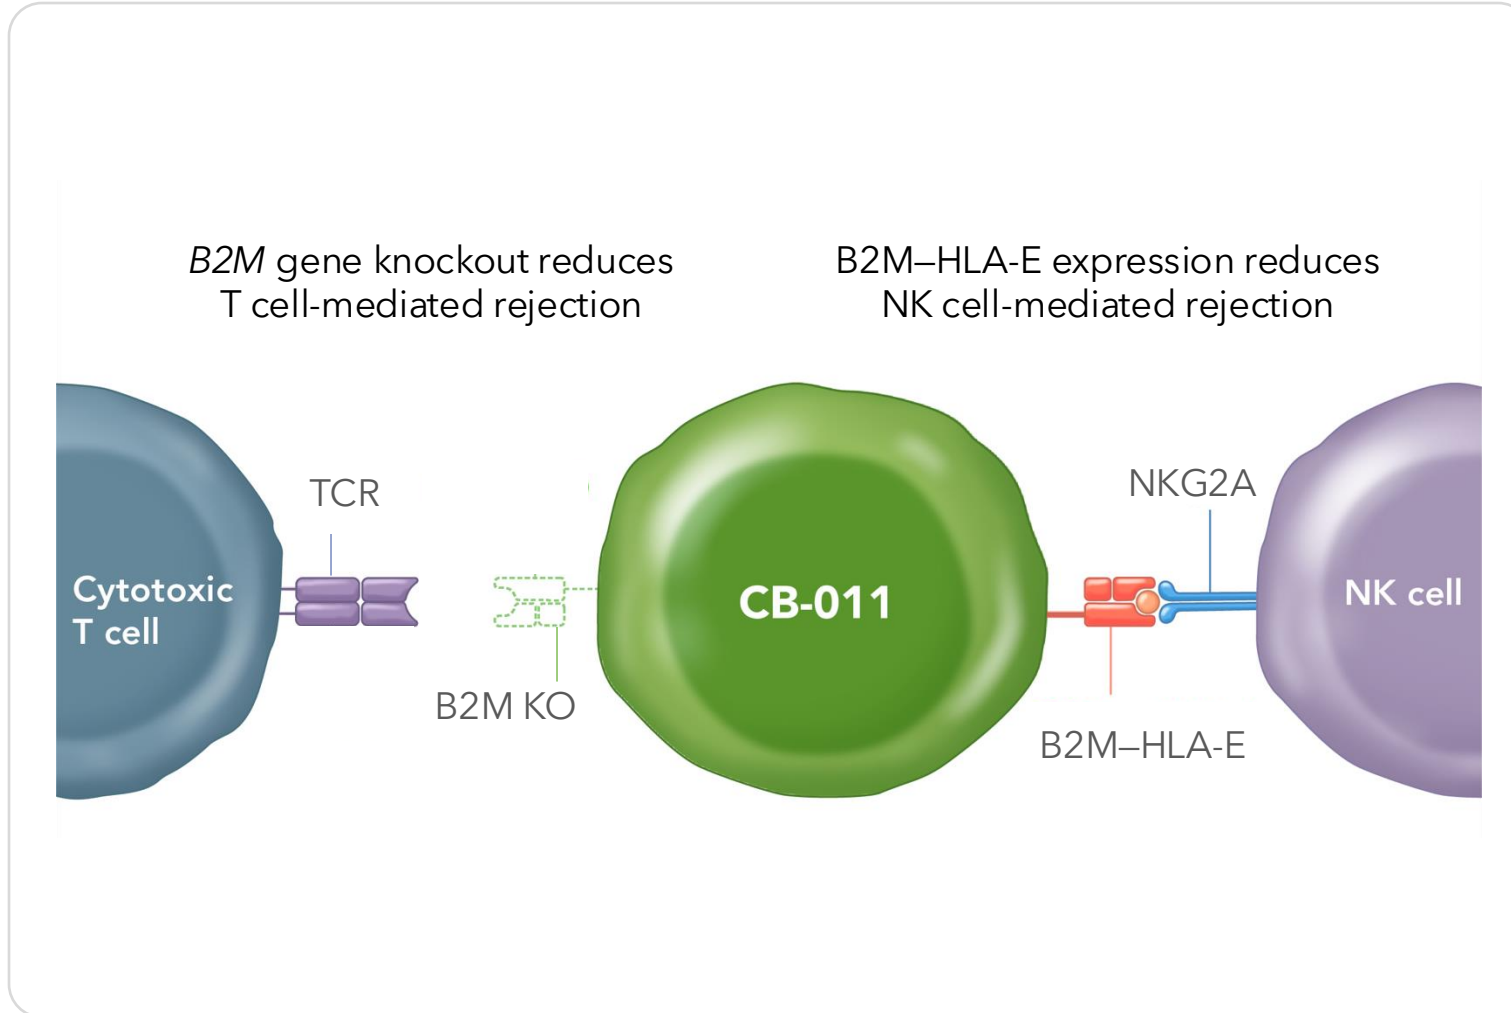 B2M gene knockout reduces
T cell-mediated rejection
B2M–HLA-E expression reduces
NK cell-mediated rejection
TCR
NKG2A
Cytotoxic
T cell
CB-011
NK cell
B2M KO
B2M–HLA-E